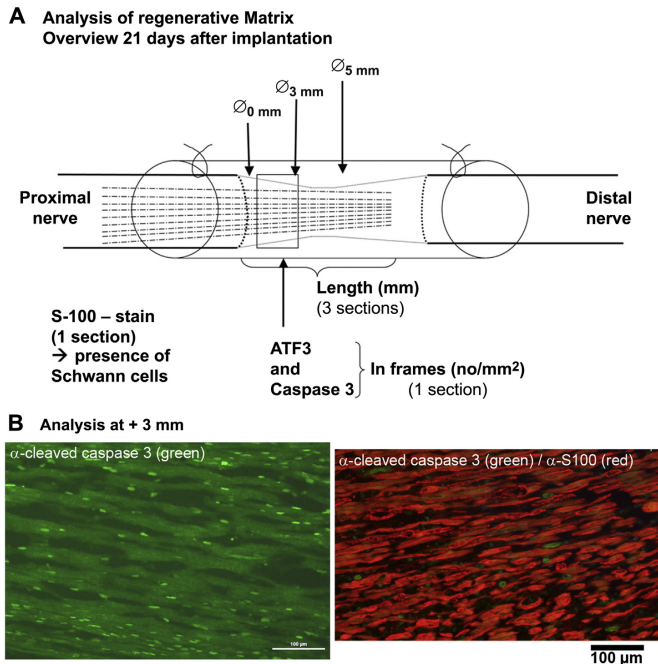 A Analysis of regenerative Matrix
Overview 21 days after implantation
∅5 mm
∅3 mm
∅0 mm
Proximal
nerve
Distal
nerve
Length (mm)
(3 sections)
S-100 – stain
(1 section)
→ presence of
Schwann cells
ATF3
and
Caspase 3
In frames (no/mm²)
(1 section)
B Analysis at + 3 mm
α-cleaved caspase 3 (green)
100 µm
α-cleaved caspase 3 (green) / α-S100 (red)
100 µm